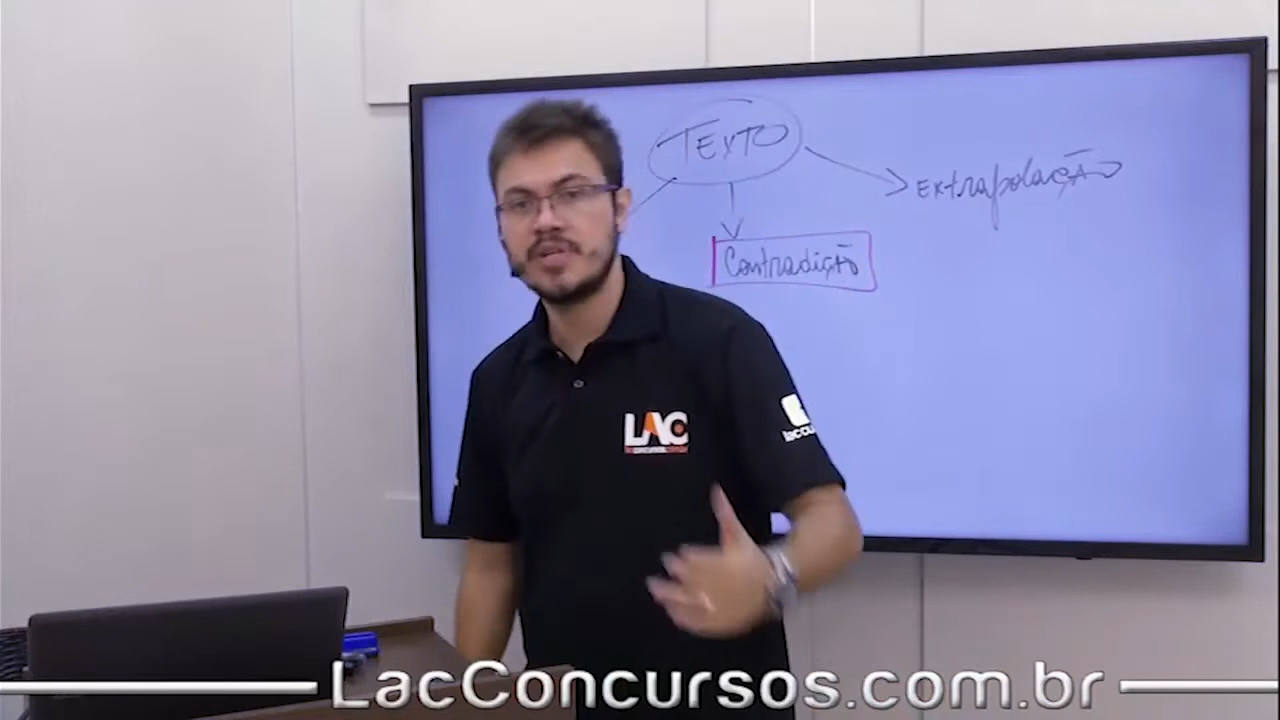 TEXTO
Extrapolação
Contradição
LAC
LacConcursos.com.br